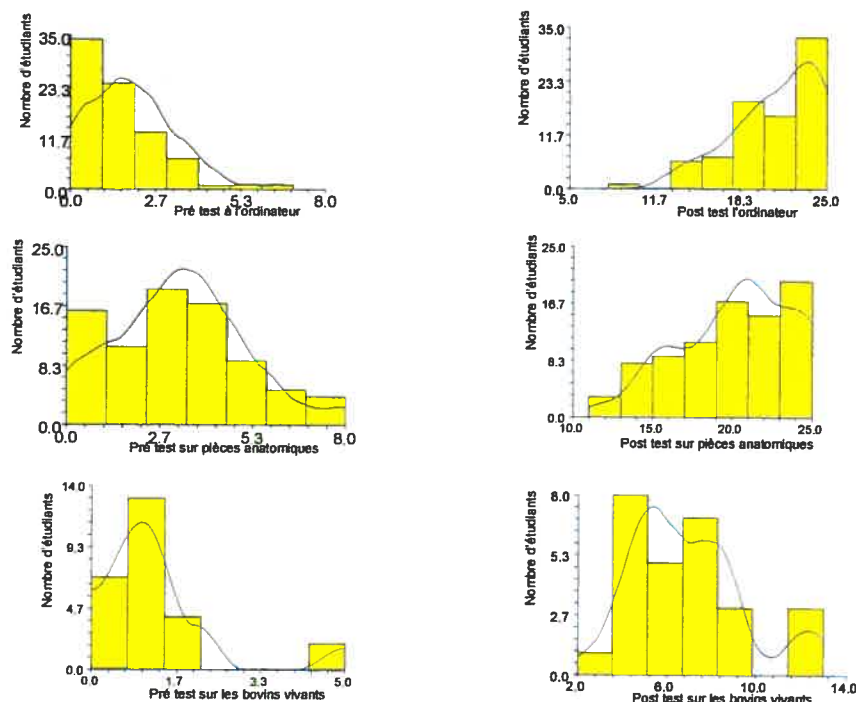 Nombre d'étudiants
35.0
23.3
11.7
0.0
0.0 2.7 5.3 8.0
Pré test à l'ordinateur
Nombre d'étudiants
35.0
23.3
11.7
0.0
5.0 11.7 18.3 25.0
Post test l'ordinateur
Nombre d'étudiants
25.0
16.7
8.3
0.0
0.0 2.7 5.3 8.0
Pré test sur pièces anatomiques
Nombre d'étudiants
25.0
16.7
8.3
0.0
10.0 15.0 20.0 25.0
Post test sur pièces anatomiques
Nombre d'étudiants
14.0
9.3
4.7
0.0
0.0 1.7 3.3 5.0
Pré test sur les bovins vivants
Nombre d'étudiants
8.0
5.3
2.7
0.0
2.0 6.0 10.0 14.0
Post test sur les bovins vivants